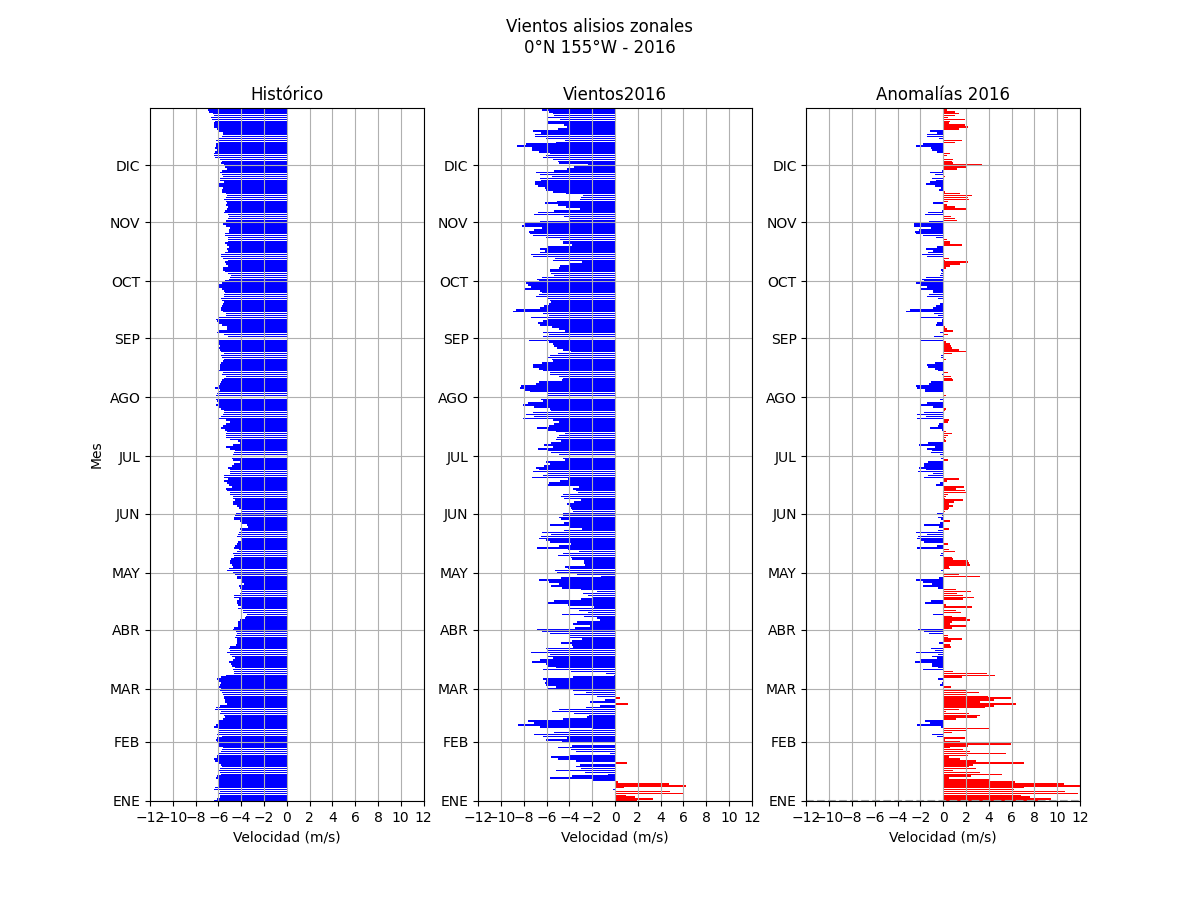 Vientos alisios zonales
0°N 155°W - 2016
Histórico
Vientos2016
Anomalías 2016
Mes
DIC
NOV
OCT
SEP
AGO
JUL
JUN
MAY
ABR
MAR
FEB
ENE
−12 −10 −8 −6 −4 −2 0 2 4 6 8 10 12
Velocidad (m/s)
DIC
NOV
OCT
SEP
AGO
JUL
JUN
MAY
ABR
MAR
FEB
ENE
−12 −10 −8 −6 −4 −2 0 2 4 6 8 10 12
Velocidad (m/s)
DIC
NOV
OCT
SEP
AGO
JUL
JUN
MAY
ABR
MAR
FEB
ENE
−12 −10 −8 −6 −4 −2 0 2 4 6 8 10 12
Velocidad (m/s)